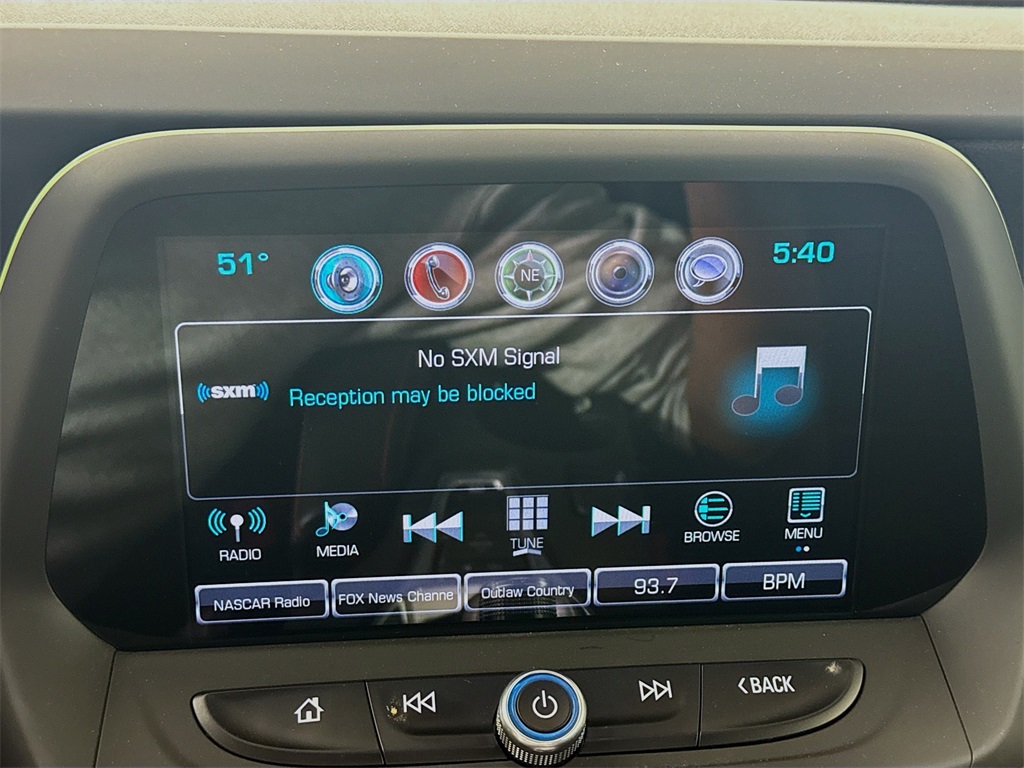 51°
NE
5:40
No SXM Signal
((sxm))
Reception may be blocked
RADIO
MEDIA
TUNE
BROWSE
MENU
NASCAR Radio
FOX News Channe
Outlaw Country
93.7
BPM
<BACK